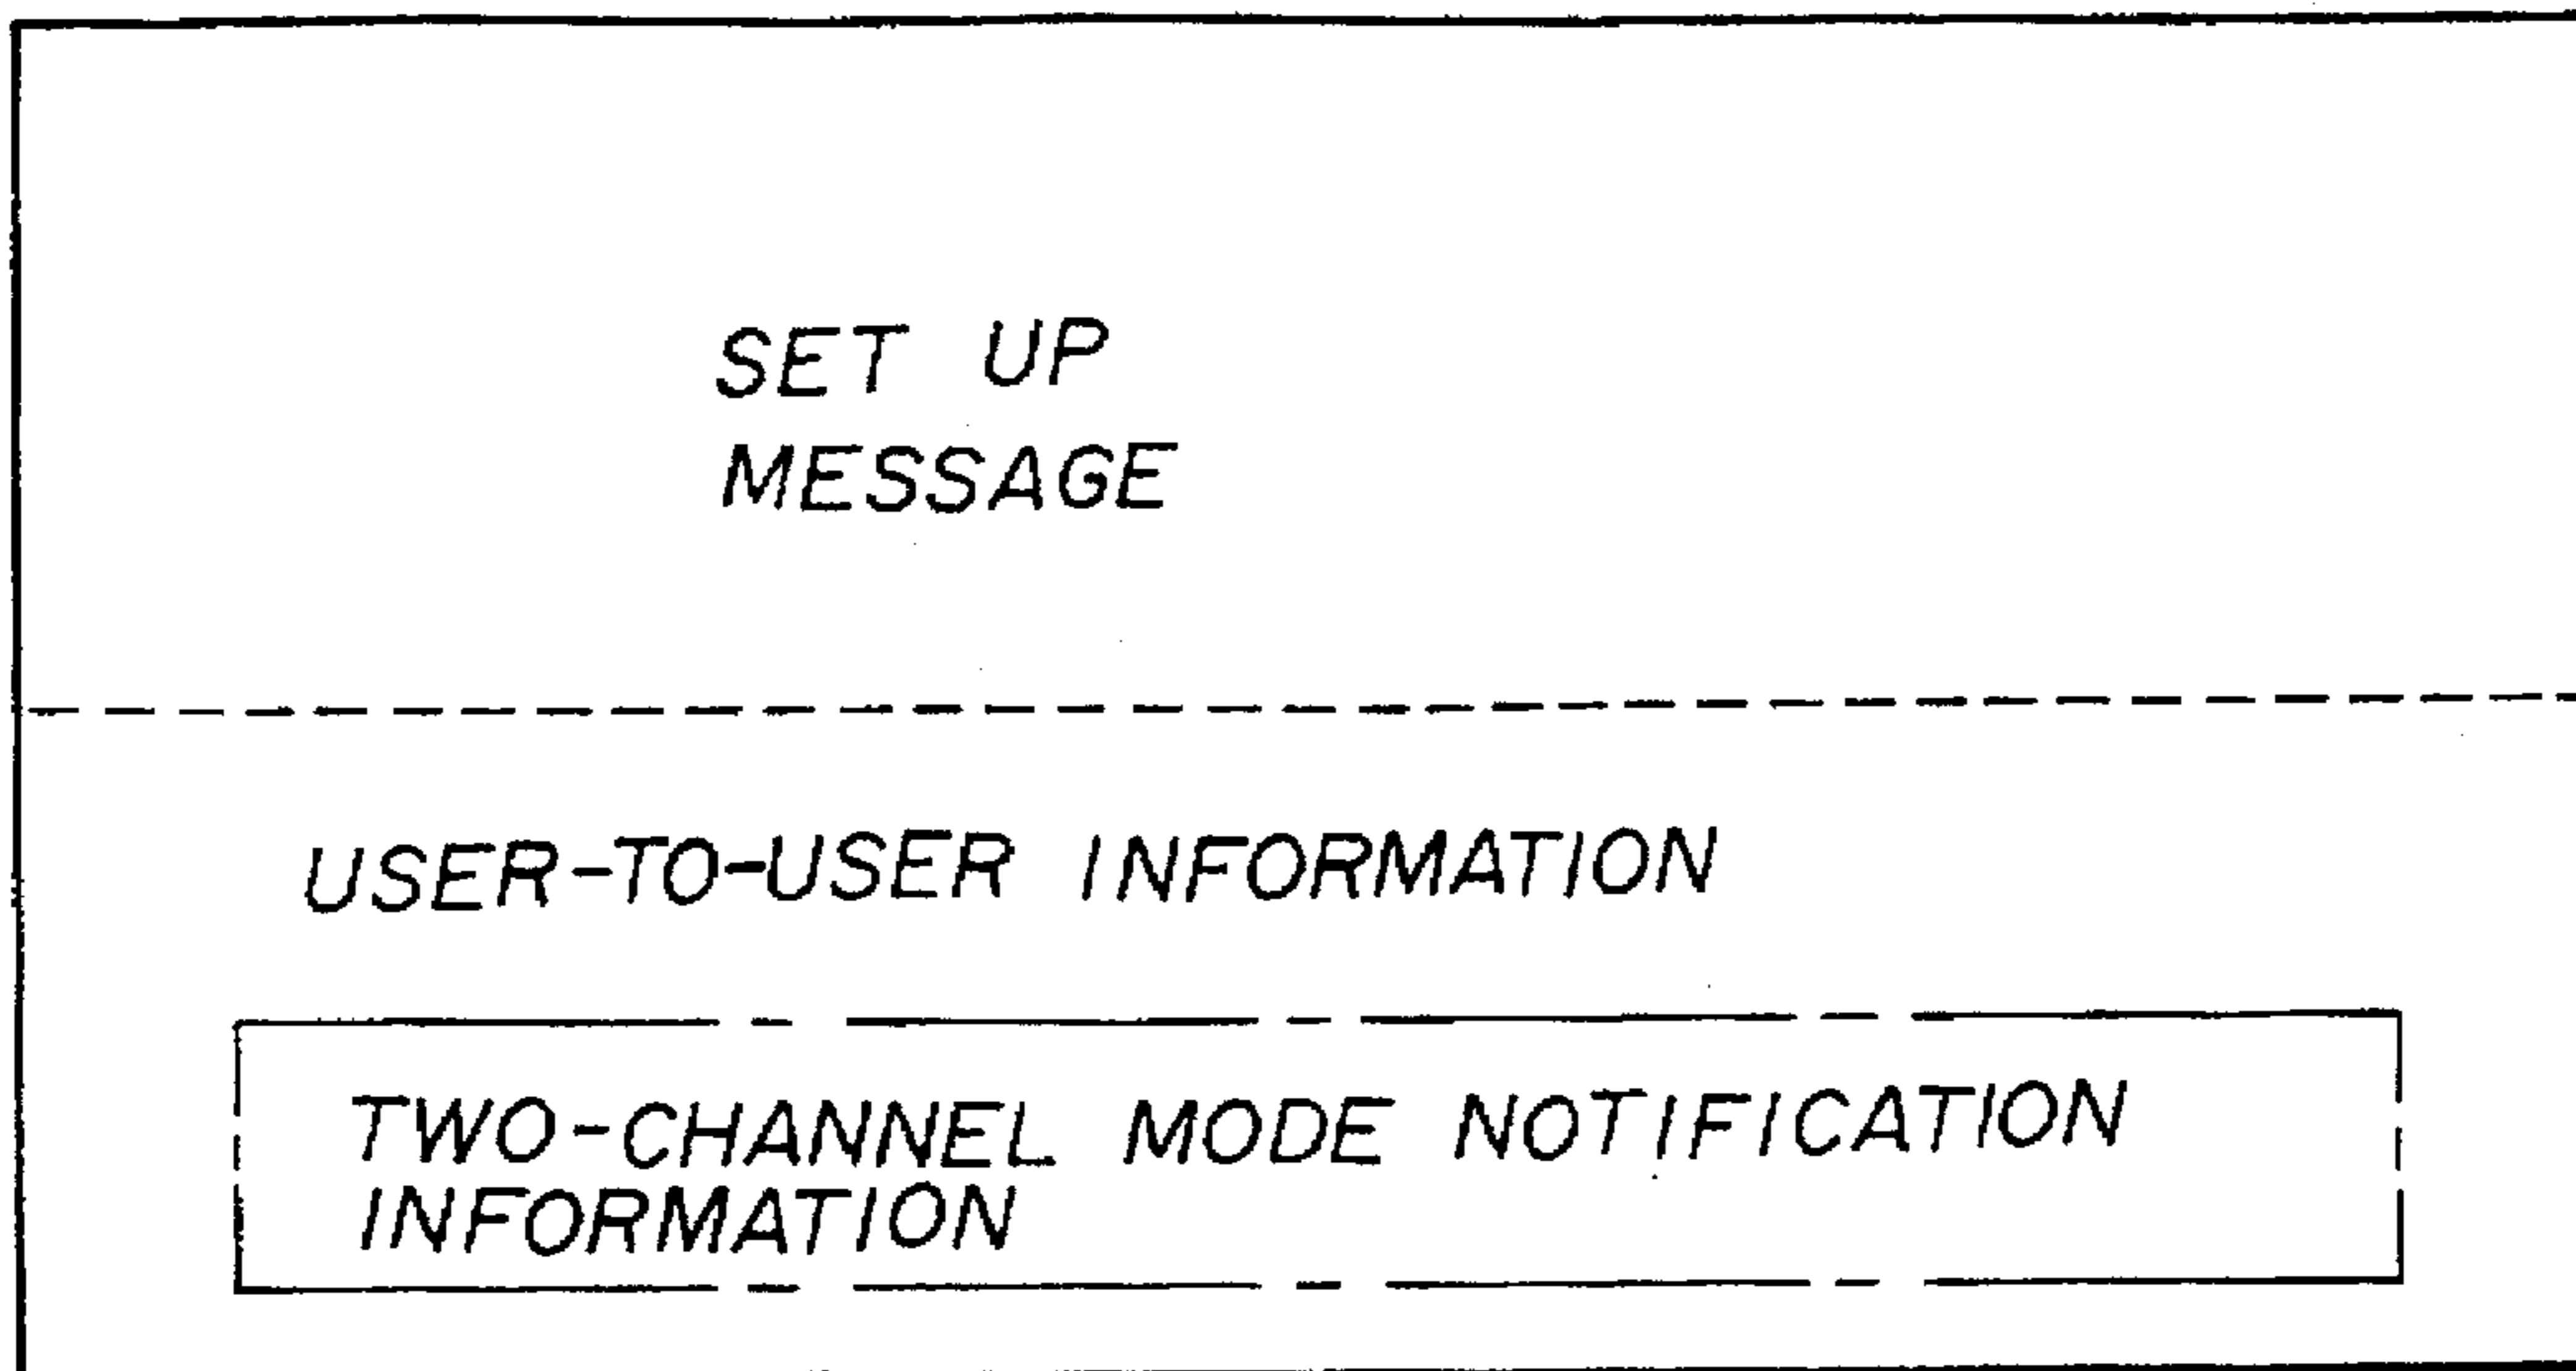 SET UP
MESSAGE
USER-TO-USER INFORMATION
TWO-CHANNEL MODE NOTIFICATION
INFORMATION